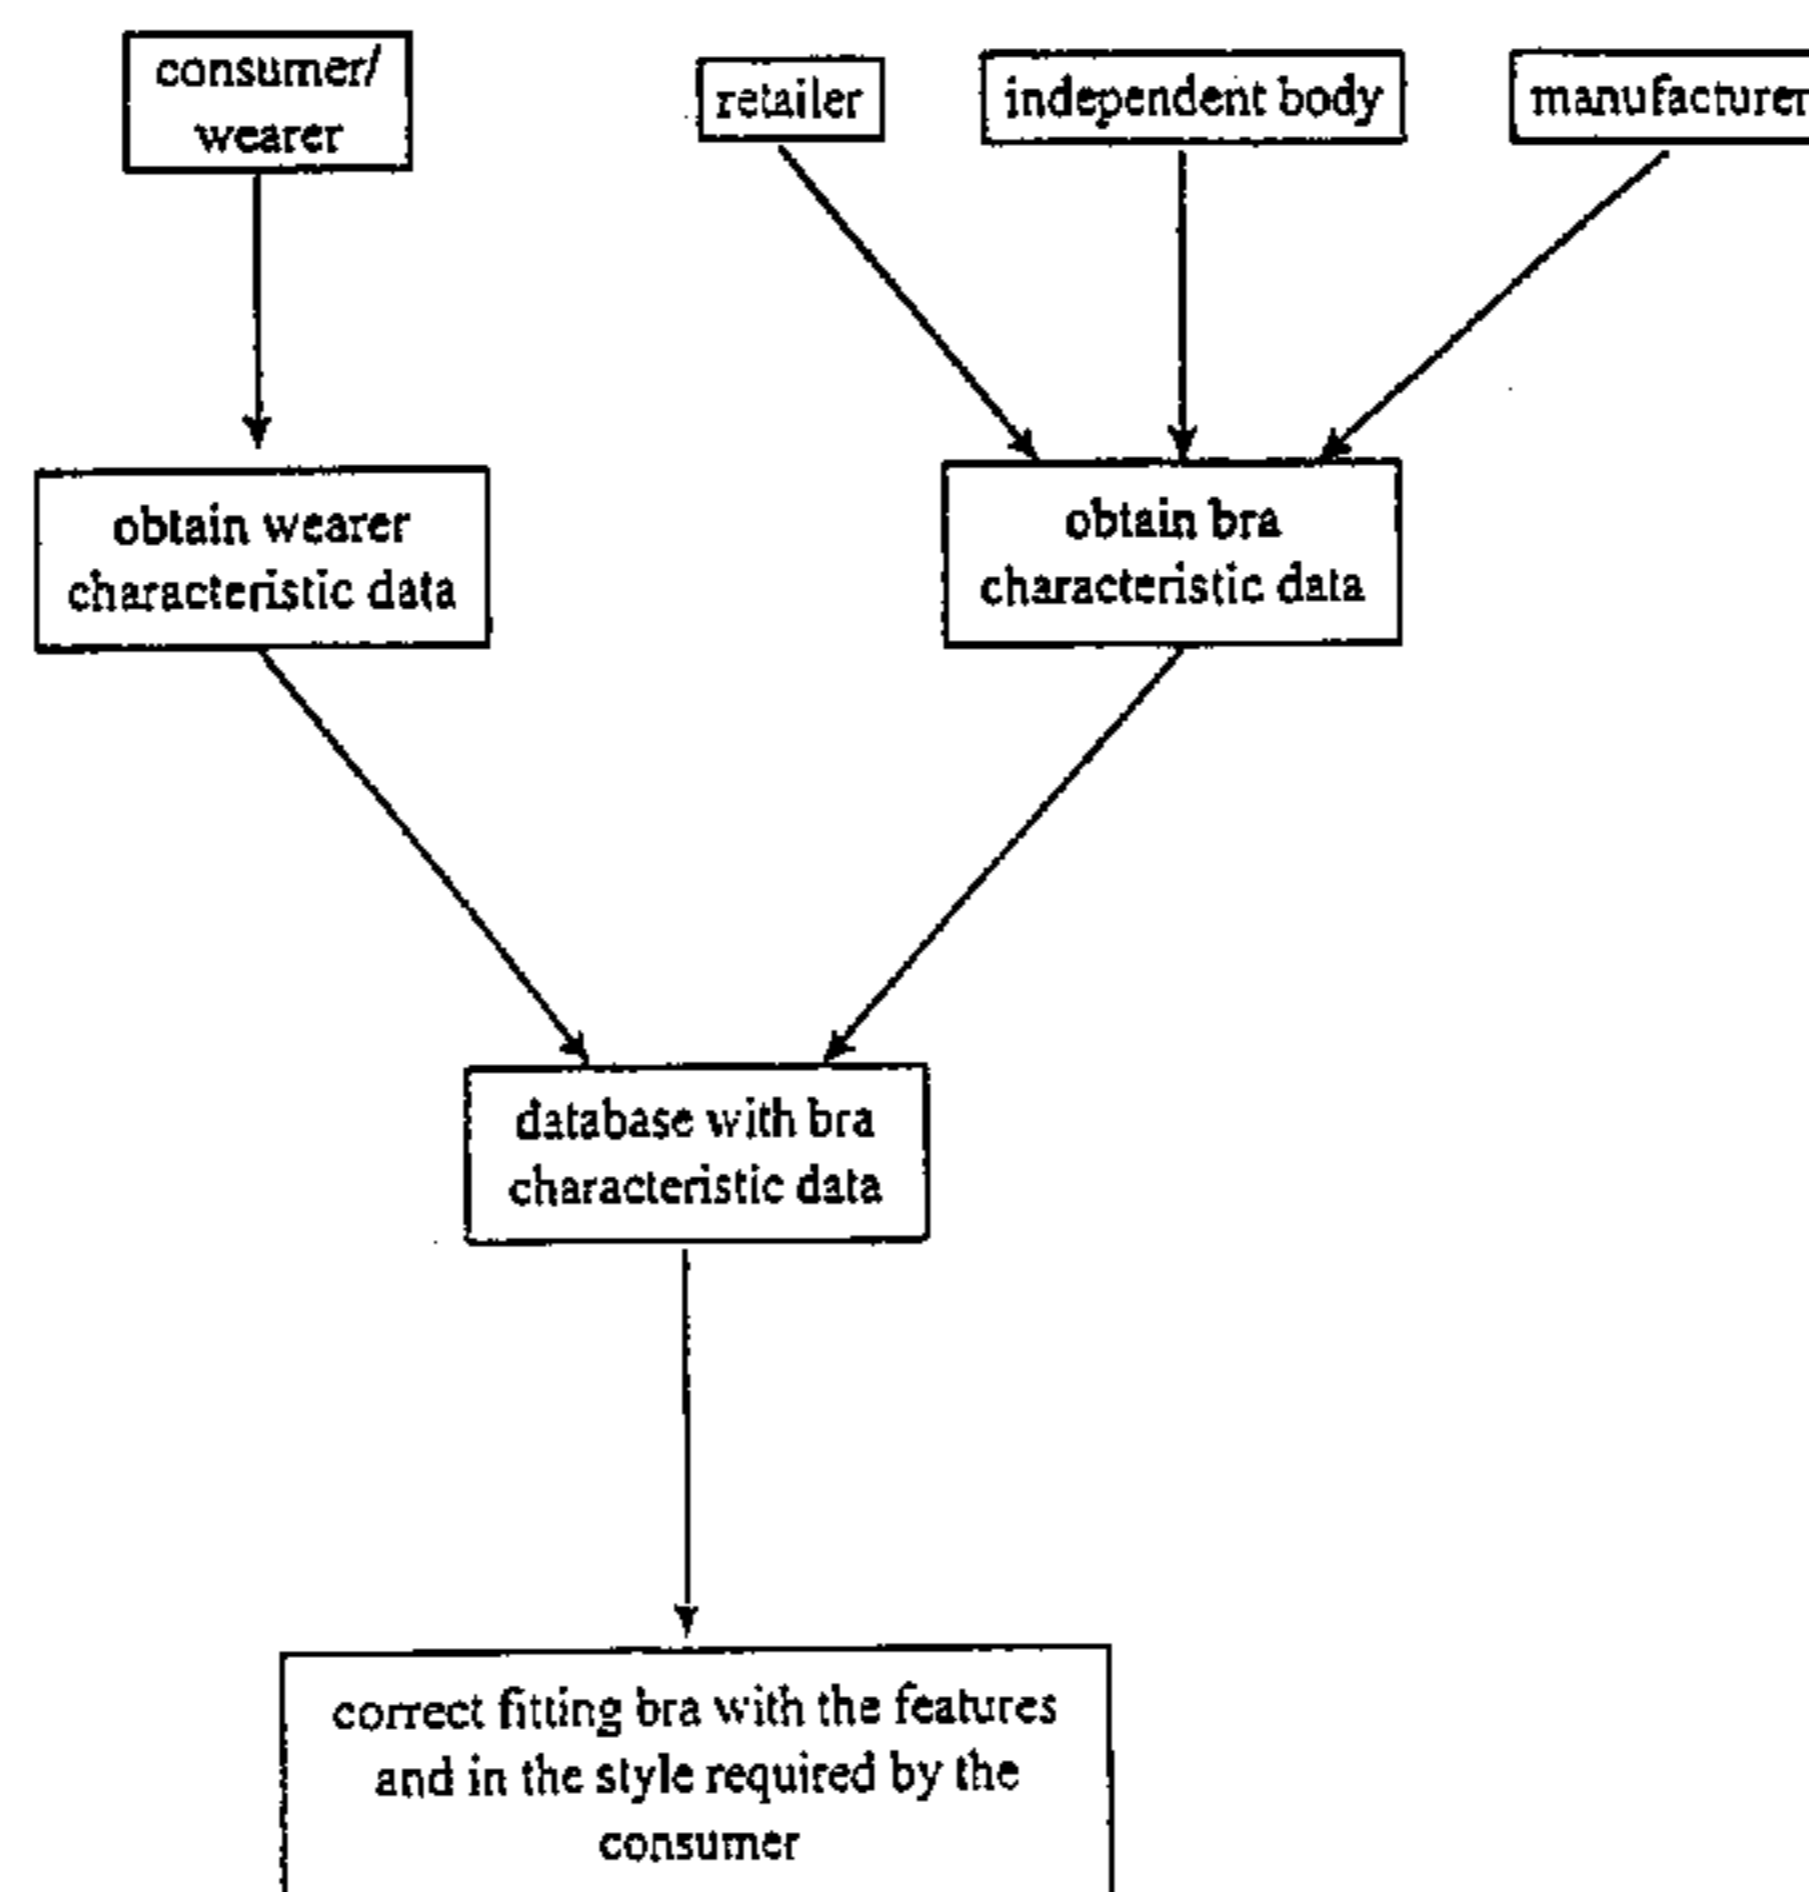 consumer/
wearer
retailer
independent body
manufacturer
obtain wearer
characteristic data
obtain bra
characteristic data
database with bra
characteristic data
correct fitting bra with the features
and in the style required by the
consumer